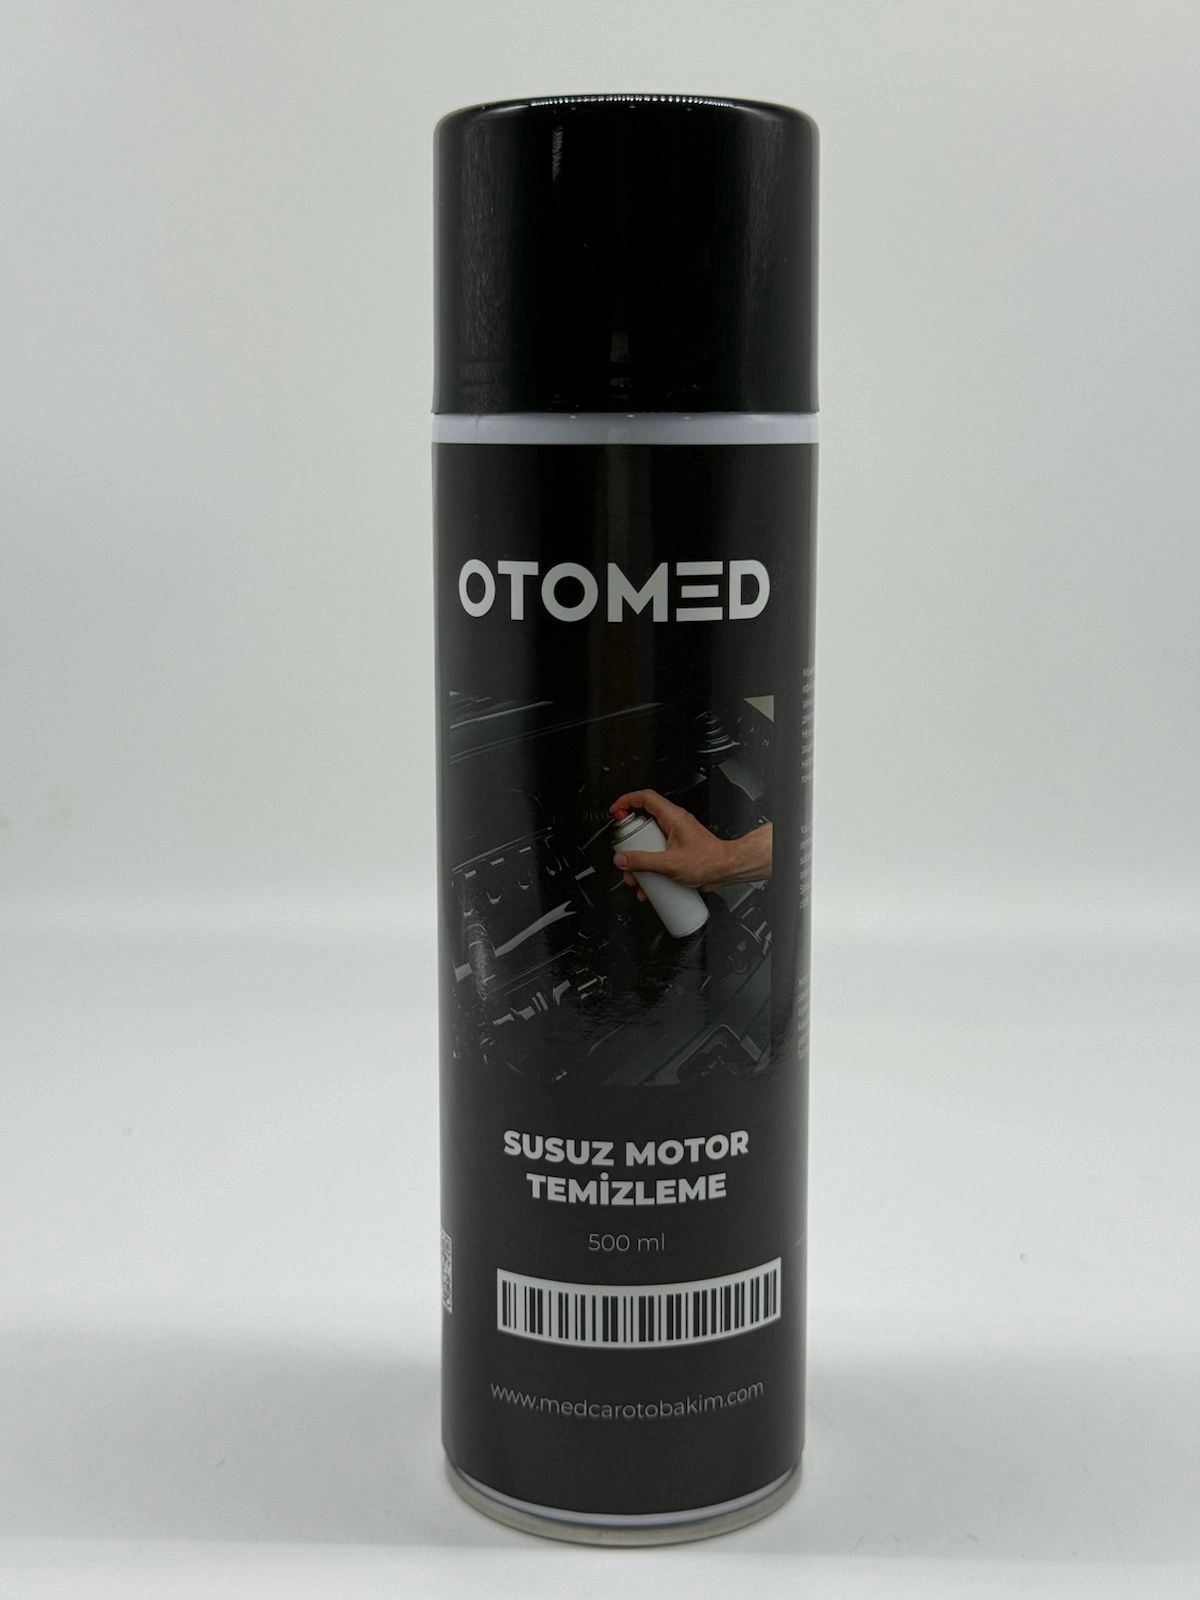 OTOMED
SUSUZ MOTOR
TEMİZLEME
500 ml
www.medcarotobakim.com